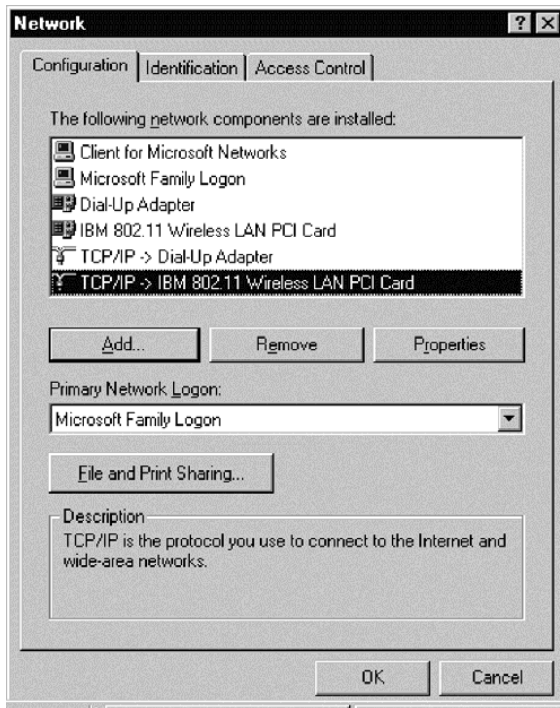 Network
Configuration Identification Access Control
The following network components are installed:
Client for Microsoft Networks
Microsoft Family Logon
Dial-Up Adapter
IBM 802.11 Wireless LAN PCI Card
TCP/IP -> Dial-Up Adapter
TCP/IP -> IBM 802.11 Wireless LAN PCI Card
Add... Remove Properties
Primary Network Logon:
Microsoft Family Logon
File and Print Sharing...
Description
TCP/IP is the protocol you use to connect to the Internet and
wide-area networks.
OK Cancel